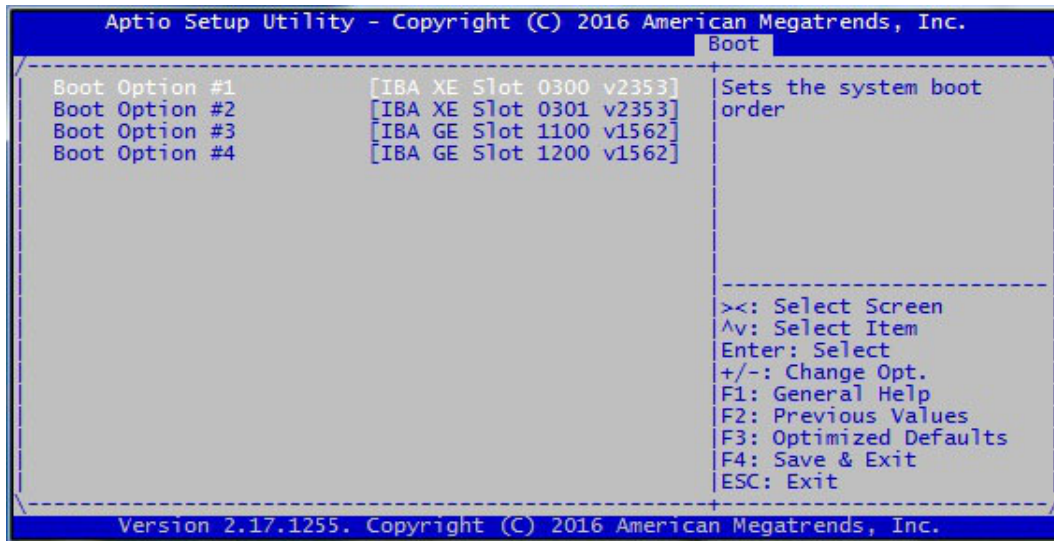 Aptio Setup Utility - Copyright (C) 2016 American Megatrends, Inc.
Boot
Boot Option #1 [IBA XE Slot 0300 v2353]
Boot Option #2 [IBA XE Slot 0301 v2353]
Boot Option #3 [IBA GE Slot 1100 v1562]
Boot Option #4 [IBA GE Slot 1200 v1562]
Sets the system boot
order
><: Select Screen
^v: Select Item
Enter: Select
+/-: Change Opt.
F1: General Help
F2: Previous Values
F3: Optimized Defaults
F4: Save & Exit
ESC: Exit
Version 2.17.1255. Copyright (C) 2016 American Megatrends, Inc.